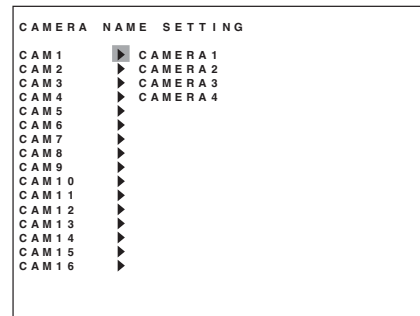 CAMERA NAME SETTING
CAM1 ▶ CAMERA1
CAM2 ▶ CAMERA2
CAM3 ▶ CAMERA3
CAM4 ▶ CAMERA4
CAM5 ▶
CAM6 ▶
CAM7 ▶
CAM8 ▶
CAM9 ▶
CAM10 ▶
CAM11 ▶
CAM12 ▶
CAM13 ▶
CAM14 ▶
CAM15 ▶
CAM16 ▶